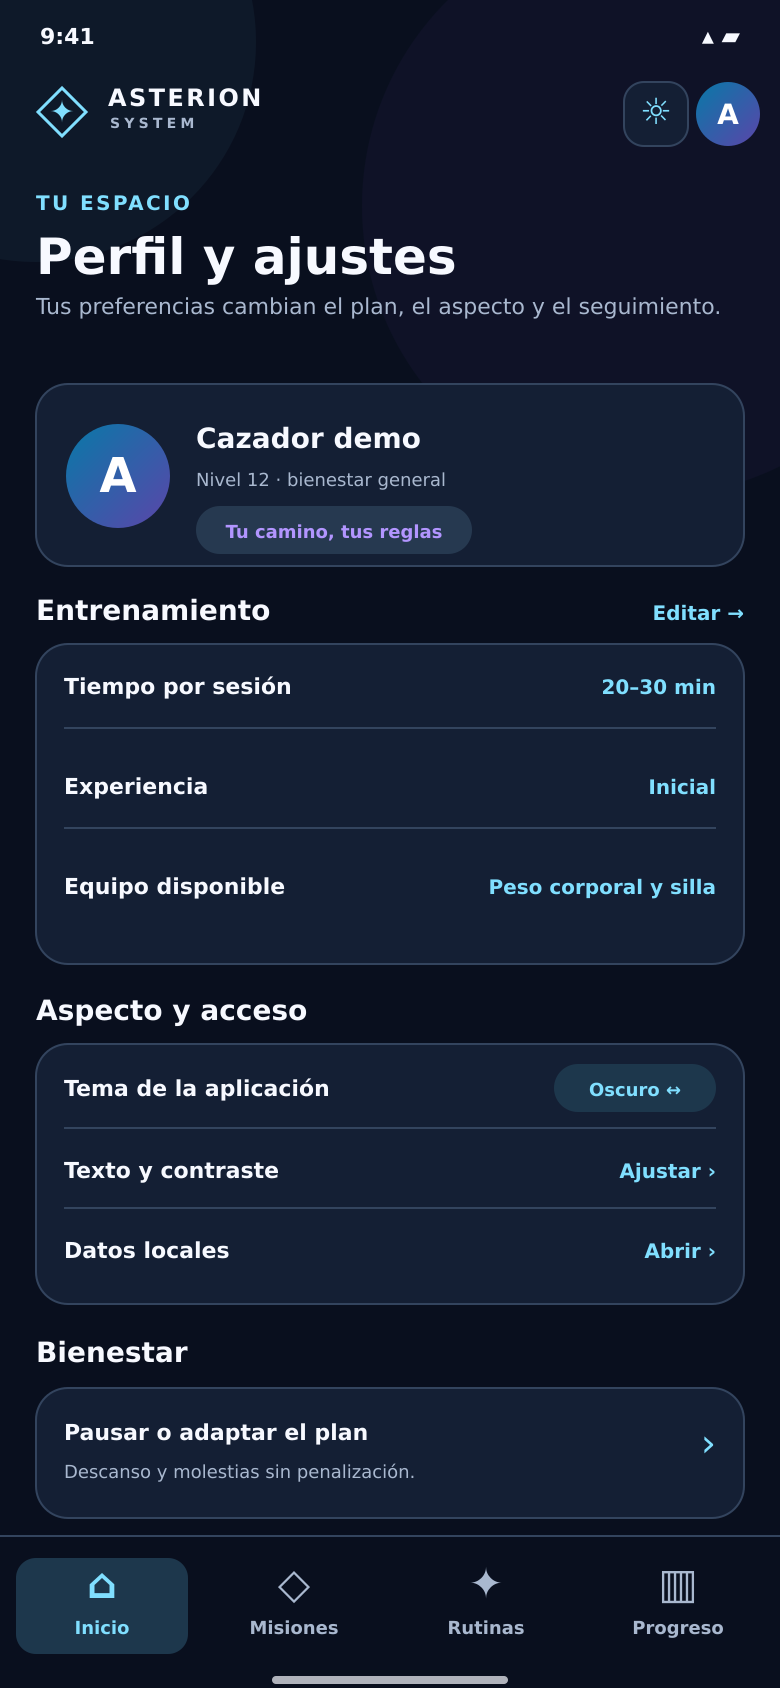 9:41
ASTERION
SYSTEM
A
TU ESPACIO
Perfil y ajustes
Tus preferencias cambian el plan, el aspecto y el seguimiento.
A
Cazador demo
Nivel 12 · bienestar general
Tu camino, tus reglas
Entrenamiento
Editar →
Tiempo por sesión
20–30 min
Experiencia
Inicial
Equipo disponible
Peso corporal y silla
Aspecto y acceso
Tema de la aplicación
Oscuro ↔
Texto y contraste
Ajustar ›
Datos locales
Abrir ›
Bienestar
Pausar o adaptar el plan
Descanso y molestias sin penalización.
Inicio
Misiones
Rutinas
Progreso